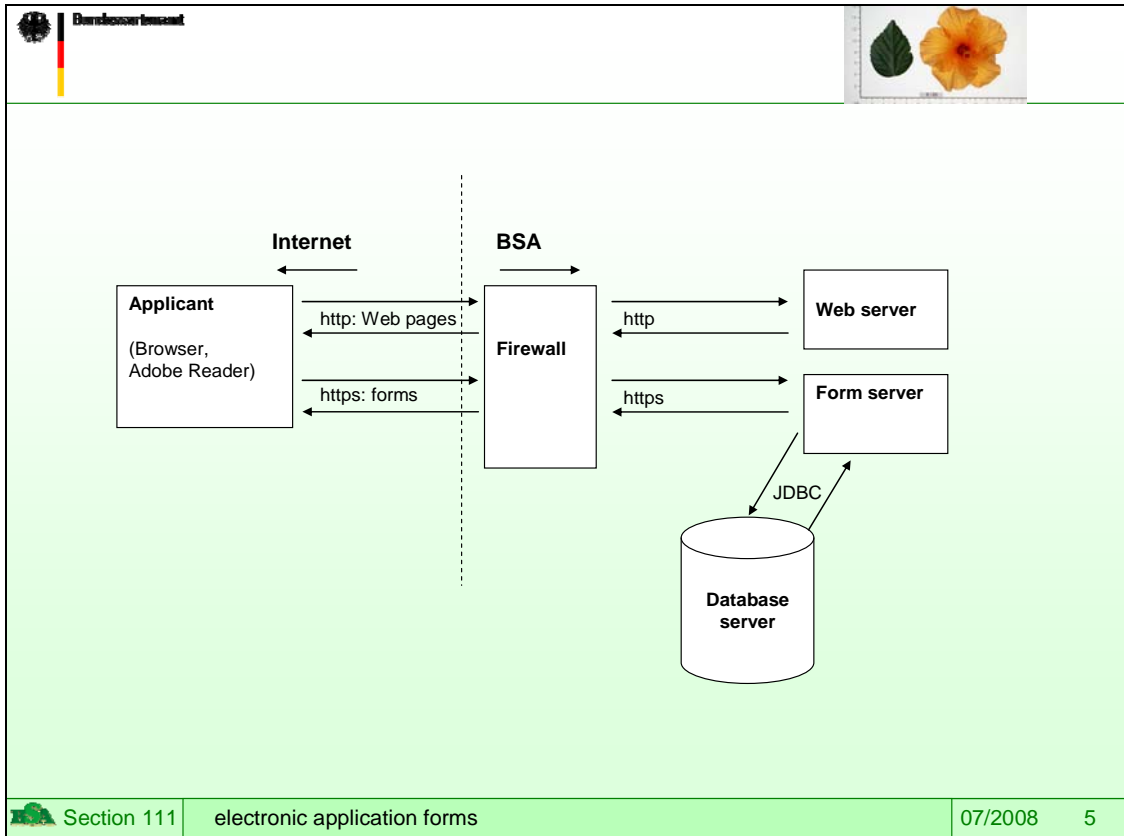 Bundessortenamt
Internet
BSA
Applicant
(Browser,
Adobe Reader)
http: Web pages
https: forms
Firewall
http
https
Web server
Form server
JDBC
Database
server
BSA Section 111
electronic application forms
07/2008 5